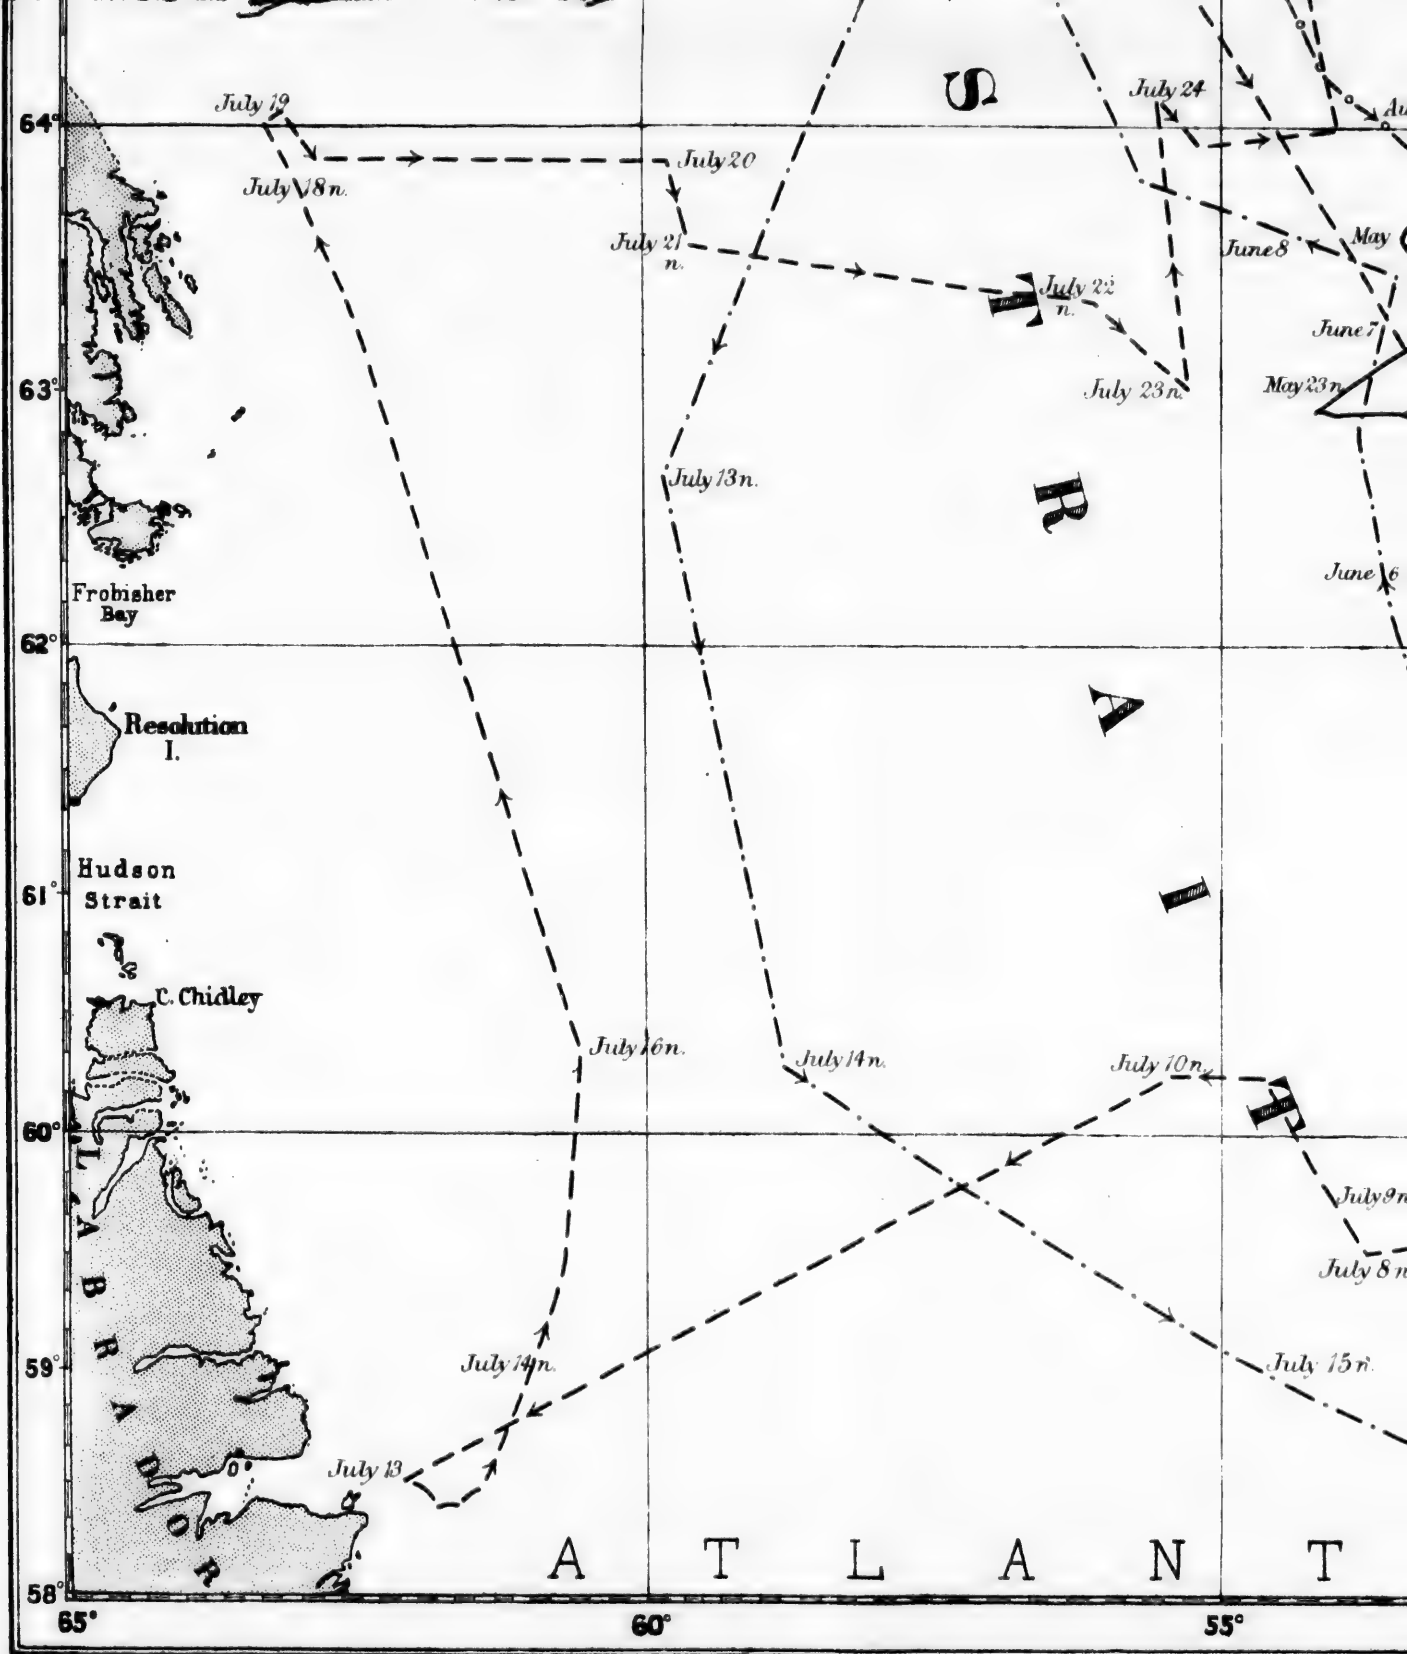 S
July 19
July 24
64°
Au
July 20
July 18 n.
July 21
n.
June 8
May
July 22
n.
T
June 7
63°
July 23 n.
May 23 n.
July 13 n.
R
June 6
Frobisher
Bay
62°
A
Resolution
I.
Hudson
Strait
61°
I
C. Chidley
July 16 n.
July 14 n.
July 10 n.
T
60°
July 9 n
July 8 n
LABRADOR
59°
July 14 n.
July 15 n.
July 13
ATLANT
58°
65°
60°
55°